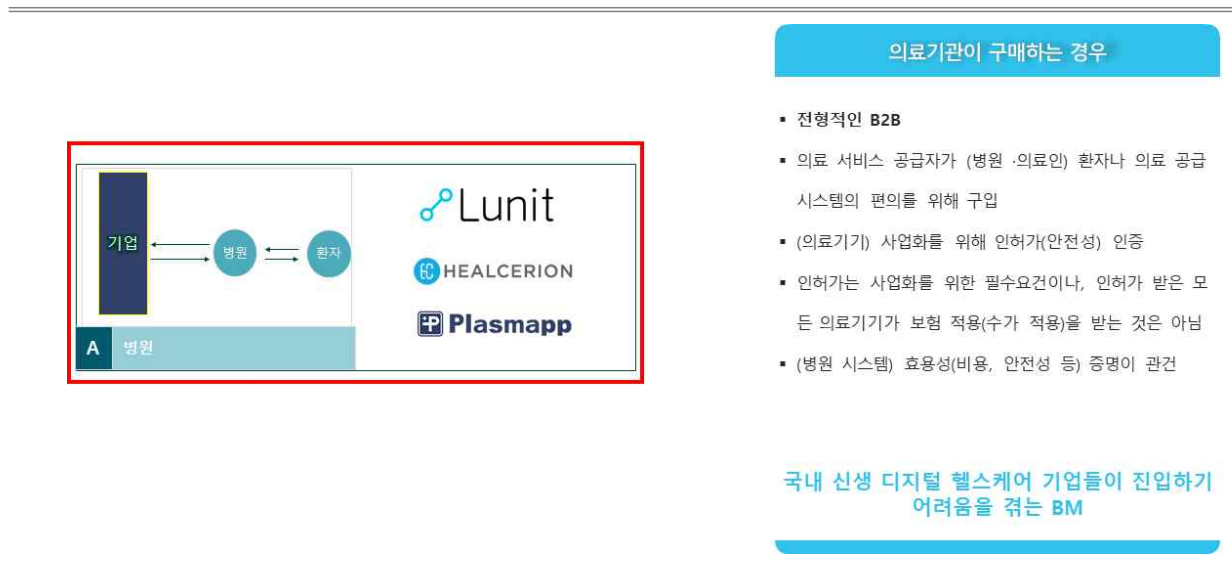 기업
병원
환자
A 병원
Lunit
HEALCERION
Plasmapp
의료기관이 구매하는 경우
▪ 전형적인 B2B
▪ 의료 서비스 공급자가 (병원 ·의료인) 환자나 의료 공급
시스템의 편의를 위해 구입
▪ (의료기기) 사업화를 위해 인허가(안전성) 인증
▪ 인허가는 사업화를 위한 필수요건이나, 인허가 받은 모
든 의료기기가 보험 적용(수가 적용)을 받는 것은 아님
▪ (병원 시스템) 효용성(비용, 안전성 등) 증명이 관건
국내 신생 디지털 헬스케어 기업들이 진입하기
어려움을 겪는 BM